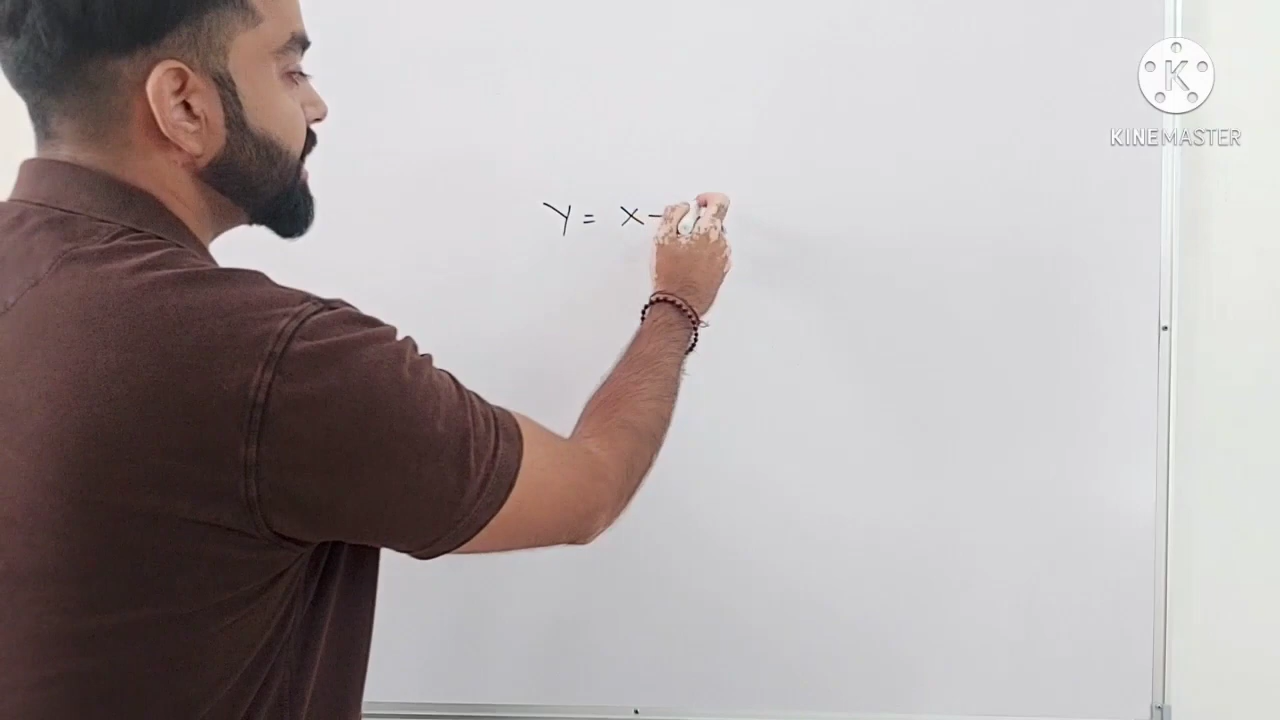 y = x -
K
KINEMASTER